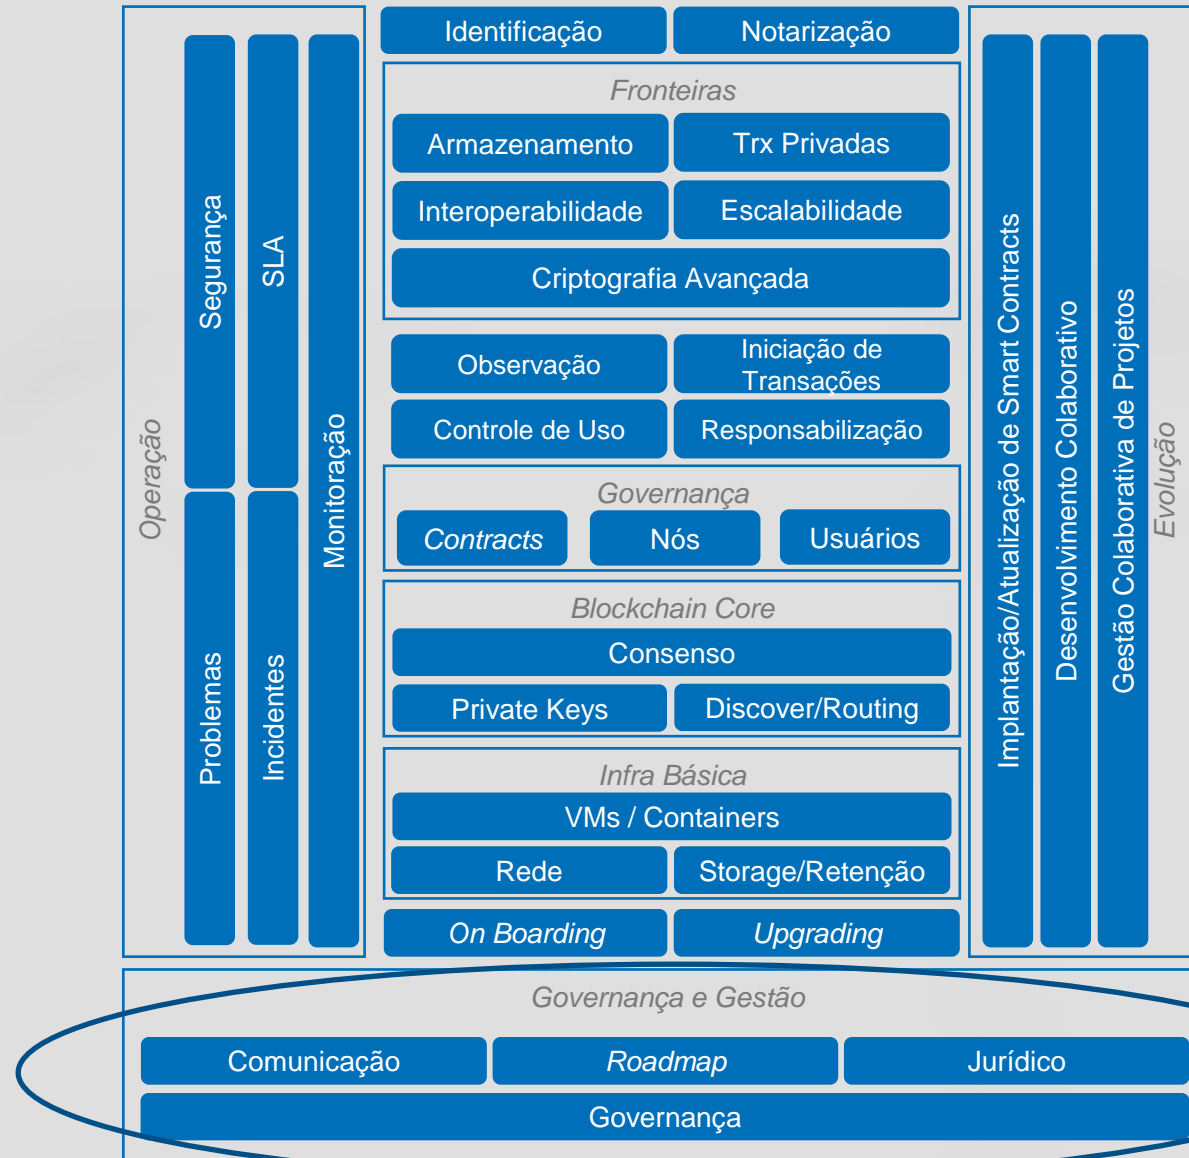 Operação
Segurança
SLA
Problemas
Incidentes
Monitoração
Identificação
Notarização
Fronteiras
Armazenamento
Trx Privadas
Interoperabilidade
Escalabilidade
Criptografia Avançada
Observação
Iniciação de
Transações
Controle de Uso
Responsabilização
Governança
Contracts
Nós
Usuários
Blockchain Core
Consenso
Private Keys
Discover/Routing
Infra Básica
VMs / Containers
Rede
Storage/Retenção
On Boarding
Upgrading
Implantação/Atualização de Smart Contracts
Desenvolvimento Colaborativo
Gestão Colaborativa de Projetos
Evolução
Governança e Gestão
Comunicação
Roadmap
Jurídico
Governança